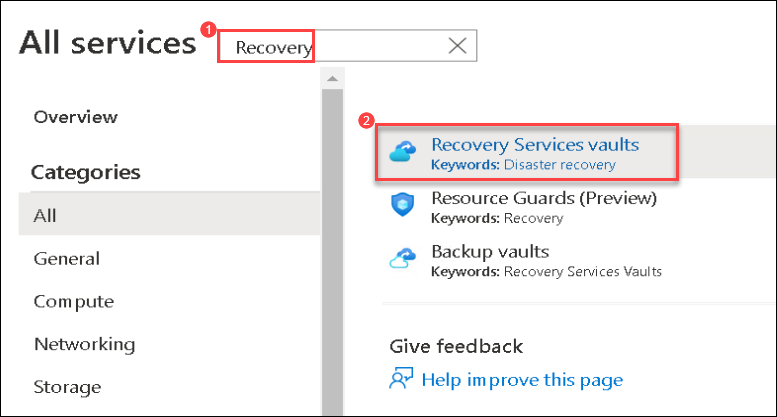 All services
1
Recovery
Overview
Categories
All
General
Compute
Networking
Storage
2
Recovery Services vaults
Keywords: Disaster recovery
Resource Guards (Preview)
Keywords: Recovery
Backup vaults
Keywords: Recovery Services Vaults
Give feedback
Help improve this page